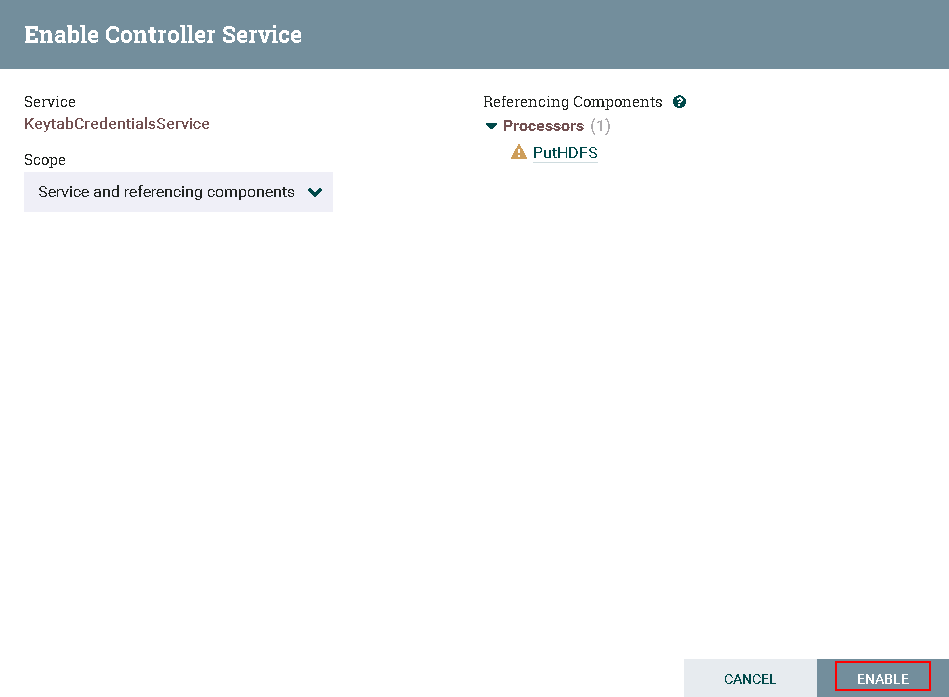 Enable Controller Service
Service
KeytabCredentialsService
Scope
Service and referencing components
Referencing Components
Processors (1)
PutHDFS
CANCEL
ENABLE